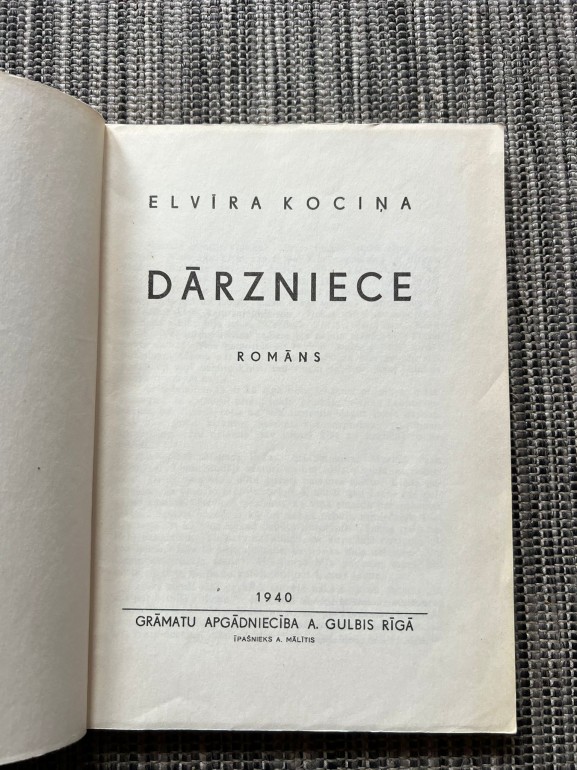 ELVĪRA KOCIŅA
DĀRZNIECE
ROMĀNS
1940
GRĀMATU APGĀDNIECĪBA A. GULBIS RĪGĀ
ĪPAŠNIEKS A. MĀLĪTIS